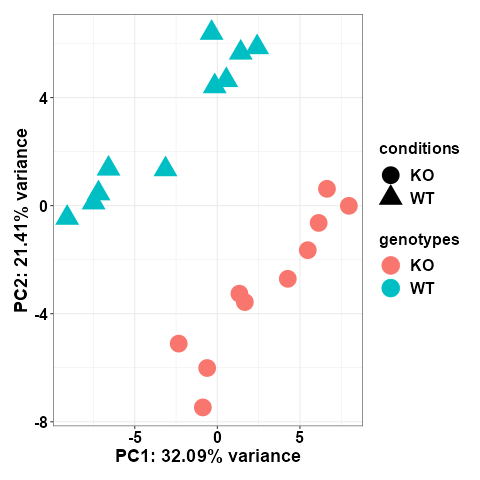 4
0
-4
-8
-5
0
5
PC1: 32.09% variance
PC2: 21.41% variance
conditions
KO
WT
genotypes
KO
WT